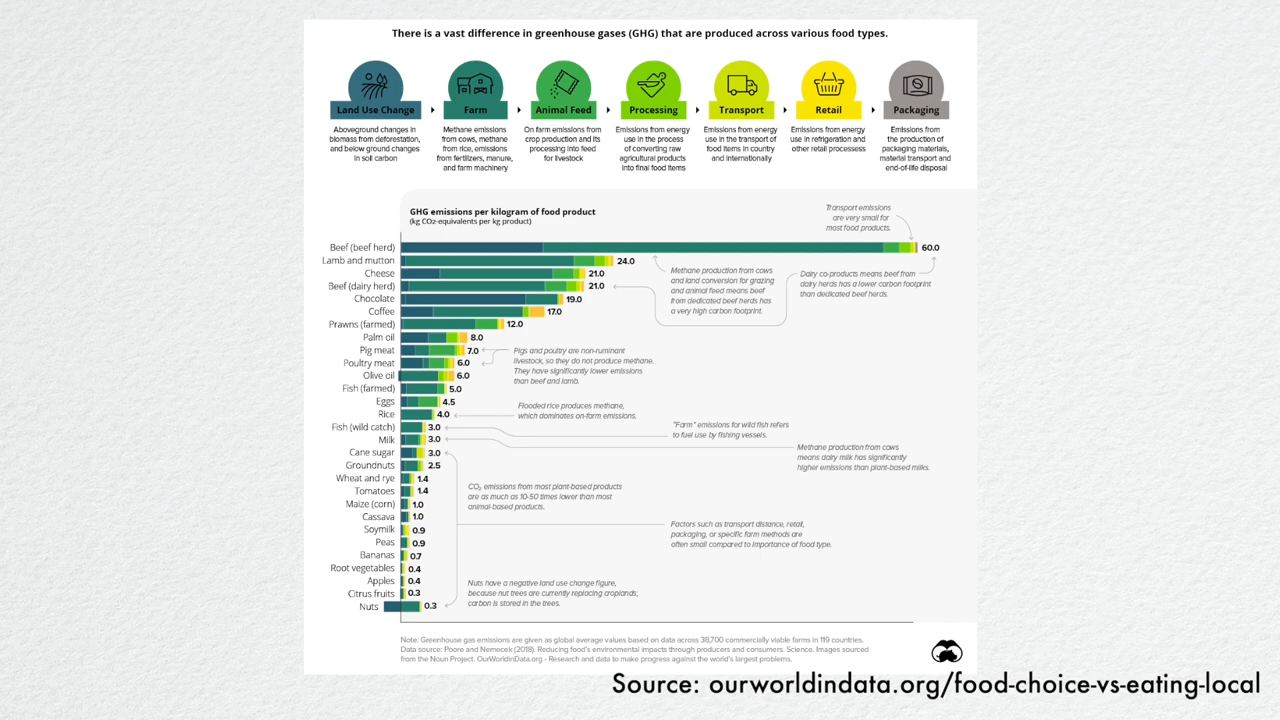 There is a vast difference in greenhouse gases (GHG) that are produced across various food types.
Land Use Change
Farm
Animal Feed
Processing
Transport
Retail
Packaging
Aboveground changes in
biomass from deforestation,
and below ground changes
in soil carbon
Methane emissions
from cows, methane
from rice, emissions
from fertilizers, manure,
and farm machinery
On farm emissions from
crop production and its
processing into feed
for livestock
Emissions from energy
use in the process
of converting raw
agricultural products
into final food items
Emissions from energy
use in the transport of
food items in country
and internationally
Emissions from energy
use in refrigeration and
other retail processess
Emissions from
the production of
packaging materials,
material transport and
end-of-life disposal
GHG emissions per kilogram of food product
(kg CO2-equivalents per kg product)
Transport emissions
are very small for
most food products.
Beef (beef herd) 60.0
Lamb and mutton 24.0
Cheese 21.0
Beef (dairy herd) 21.0
Chocolate 19.0
Coffee 17.0
Prawns (farmed) 12.0
Palm oil 8.0
Pig meat 7.0
Poultry meat 6.0
Olive oil 6.0
Fish (farmed) 5.0
Eggs 4.5
Rice 4.0
Fish (wild catch) 3.0
Milk 3.0
Cane sugar 3.0
Groundnuts 2.5
Wheat and rye 1.4
Tomatoes 1.4
Maize (corn) 1.0
Cassava 1.0
Soymilk 0.9
Peas 0.9
Bananas 0.7
Root vegetables 0.4
Apples 0.4
Citrus fruits 0.3
Nuts 0.3
Methane production from cows
and land conversion for grazing
and animal feed means beef
from dedicated beef herds has
a very high carbon footprint.
Dairy co-products means beef from
dairy herds has a lower carbon footprint
than dedicated beef herds.
Pigs and poultry are non-ruminant
livestock, so they do not produce methane.
They have significantly lower emissions
than beef and lamb.
Flooded rice produces methane,
which dominates on-farm emissions.
"Farm" emissions for wild fish refers
to fuel use by fishing vessels.
Methane production from cows
means dairy milk has significantly
higher emissions than plant-based milks.
CO2 emissions from most plant-based products
are as much as 10-50 times lower than most
animal-based products.
Factors such as transport distance, retail,
packaging, or specific farm methods are
often small compared to importance of food type.
Nuts have a negative land use change figure,
because nut trees are currently replacing croplands;
carbon is stored in the trees.
Note: Greenhouse gas emissions are given as global average values based on data across 38,700 commercially viable farms in 119 countries.
Data source: Poore and Nemecek (2018). Reducing food's environmental impacts through producers and consumers. Science. Images sourced
from the Noun Project. OurWorldinData.org - Research and data to make progress against the world's largest problems.
Source: ourworldindata.org/food-choice-vs-eating-local